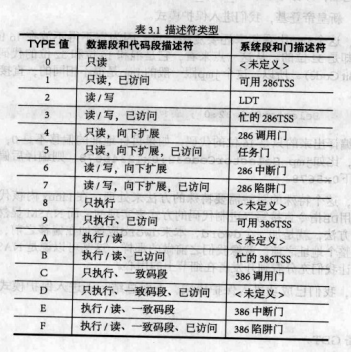 表 3.1 描述符类型
TYPE 值 数据段和代码段描述符 系统段和门描述符
0 只读 <未定义>
1 只读，已访问 可用 286TSS
2 读/写 LDT
3 读/写，已访问 忙的 286TSS
4 只读，向下扩展 286 调用门
5 只读，向下扩展，已访问 任务门
6 读/写，向下扩展 286 中断门
7 读/写，向下扩展，已访问 286 陷阱门
8 只执行 <未定义>
9 只执行、已访问 可用 386TSS
A 执行/读 <未定义>
B 执行/读、已访问 忙的 386TSS
C 只执行、一致码段 386 调用门
D 只执行、一致码段、已访问 <未定义>
E 执行/读、一致码段 386 中断门
F 执行/读、一致码段、已访问 386 陷阱门